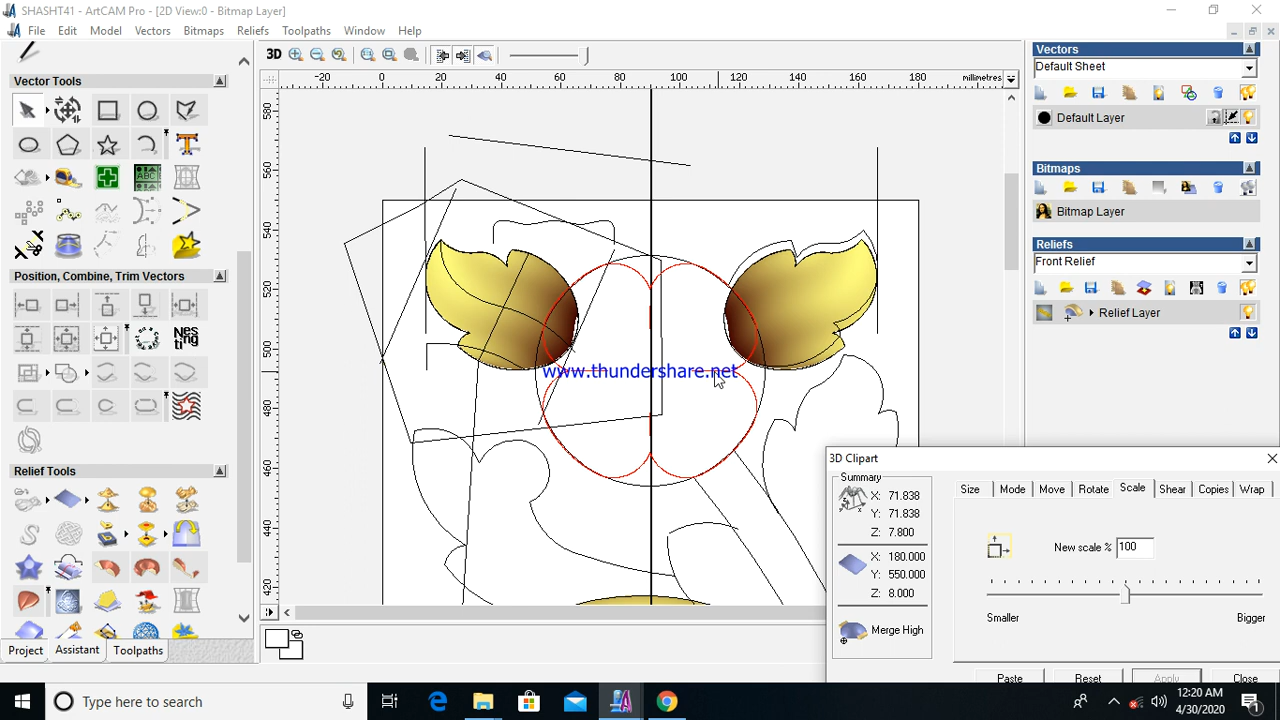 SHASHT41 - ArtCAM Pro - [2D View:0 - Bitmap Layer]
File Edit Model Vectors Bitmaps Reliefs Toolpaths Window Help
3D
Vector Tools
Position, Combine, Trim Vectors
Nes
ting
Relief Tools
Project Assistant Toolpaths
-20 0 20 40 60 80 100 120 140 160 180 millimetres
580
560
540
520
500
480
460
440
420
www.thundershare.net
Vectors
Default Sheet
Default Layer
Bitmaps
Bitmap Layer
Reliefs
Front Relief
Relief Layer
3D Clipart
Summary
X: 71.838
Y: 71.838
Z: 7.800
X: 180.000
Y: 550.000
Z: 8.000
Merge High
Size Mode Move Rotate Scale Shear Copies Wrap
New scale % 100
Smaller Bigger
Paste Reset Apply Close
Type here to search
12:20 AM
4/30/2020
1